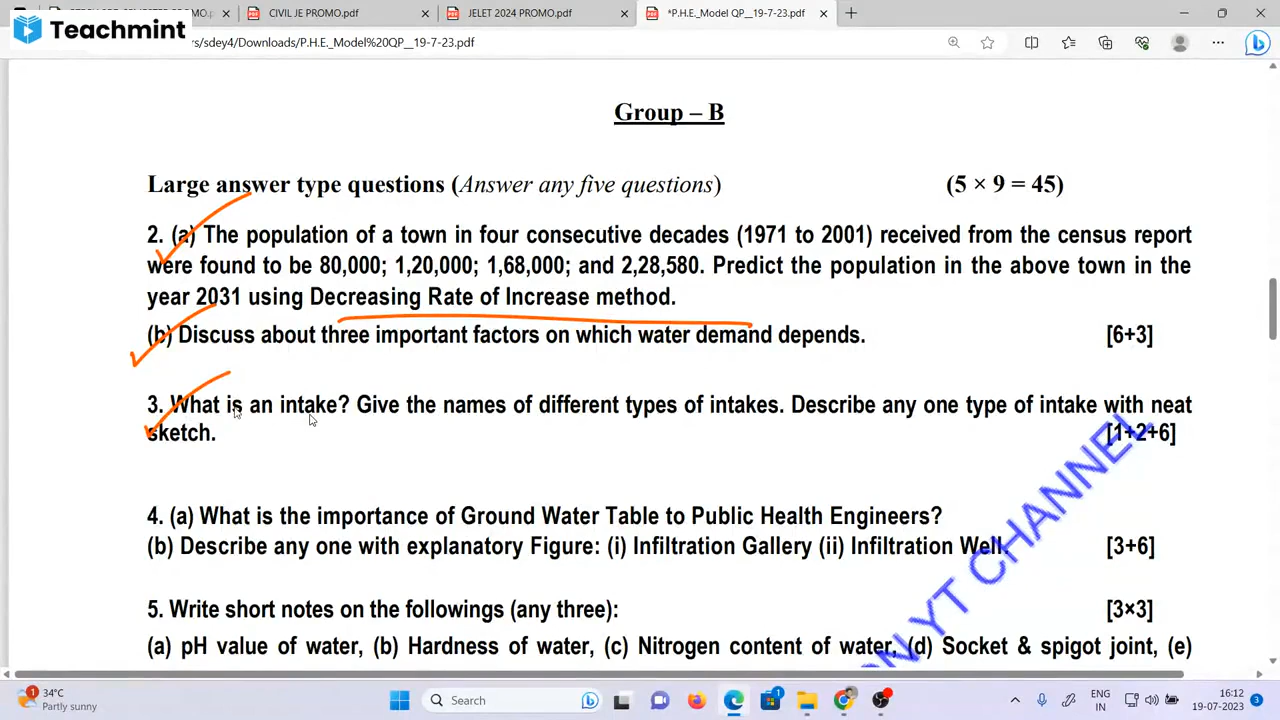 PROMO.pdf
CIVIL JE PROMO.pdf
JELET 2024 PROMO.pdf
*P.H.E._Model QP__19-7-23.pdf
Teachmint
s/sdey4/Downloads/P.H.E._Model%20QP__19-7-23.pdf
Group – B
Large answer type questions (Answer any five questions) (5 × 9 = 45)
2. (a) The population of a town in four consecutive decades (1971 to 2001) received from the census report
were found to be 80,000; 1,20,000; 1,68,000; and 2,28,580. Predict the population in the above town in the
year 2031 using Decreasing Rate of Increase method.
(b) Discuss about three important factors on which water demand depends. [6+3]
3. What is an intake? Give the names of different types of intakes. Describe any one type of intake with neat
sketch. [1+2+6]
4. (a) What is the importance of Ground Water Table to Public Health Engineers?
(b) Describe any one with explanatory Figure: (i) Infiltration Gallery (ii) Infiltration Well. [3+6]
5. Write short notes on the followings (any three): [3×3]
(a) pH value of water, (b) Hardness of water, (c) Nitrogen content of water, (d) Socket & spigot joint, (e)
ON YT CHANNEL
1
34°C
Partly sunny
Search
1
ENG
IN
16:12
19-07-2023
3